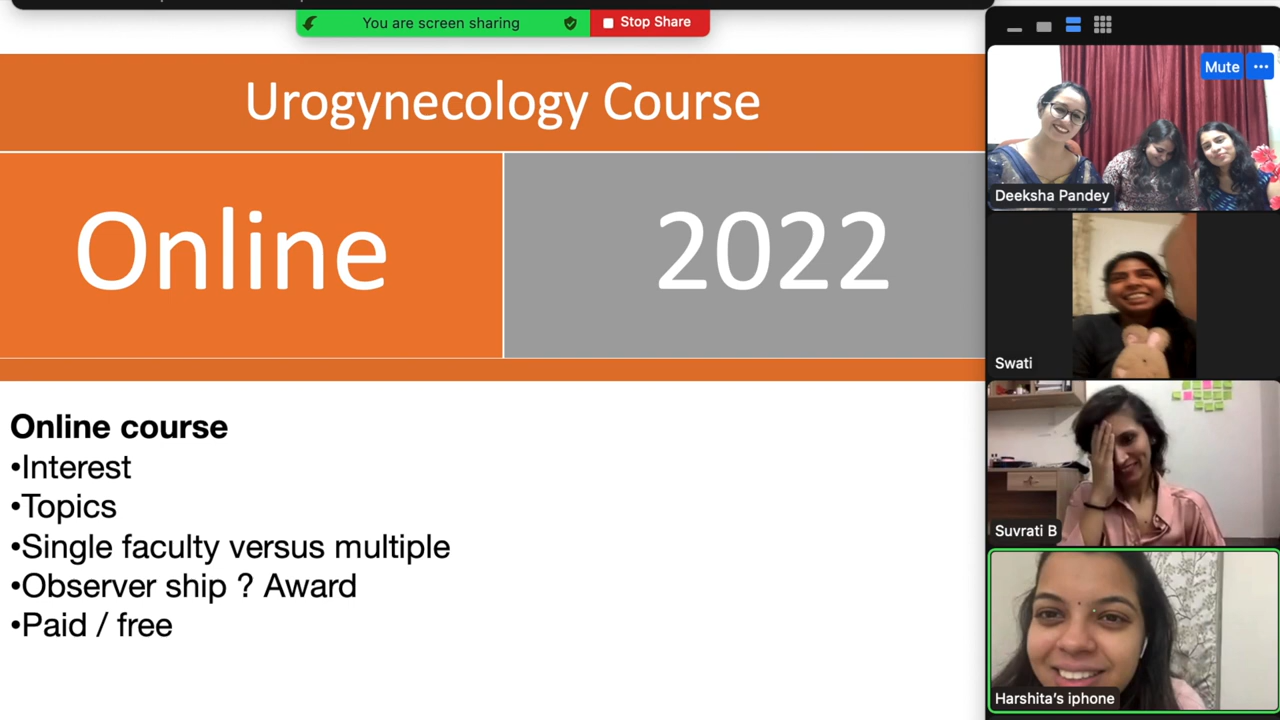 You are screen sharing
Stop Share
Urogynecology Course
Online
2022
Online course
•Interest
•Topics
•Single faculty versus multiple
•Observer ship ? Award
•Paid / free
Mute
Deeksha Pandey
Swati
Suvrati B
Harshita’s iphone